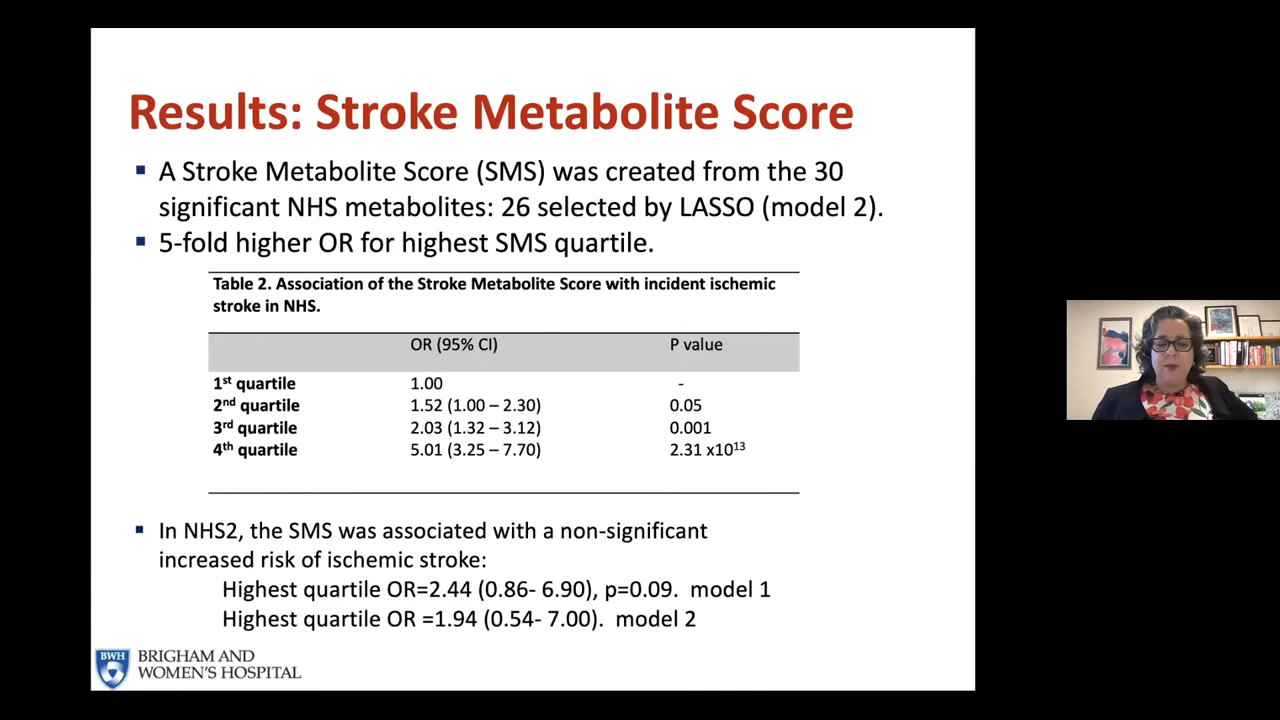 Results: Stroke Metabolite Score
▪ A Stroke Metabolite Score (SMS) was created from the 30
significant NHS metabolites: 26 selected by LASSO (model 2).
▪ 5-fold higher OR for highest SMS quartile.
Table 2. Association of the Stroke Metabolite Score with incident ischemic
stroke in NHS.
OR (95% CI) P value
1st quartile 1.00 -
2nd quartile 1.52 (1.00 – 2.30) 0.05
3rd quartile 2.03 (1.32 – 3.12) 0.001
4th quartile 5.01 (3.25 – 7.70) 2.31 x10¹³
▪ In NHS2, the SMS was associated with a non-significant
increased risk of ischemic stroke:
Highest quartile OR=2.44 (0.86- 6.90), p=0.09. model 1
Highest quartile OR =1.94 (0.54- 7.00). model 2
BWH
BRIGHAM AND
WOMEN'S HOSPITAL